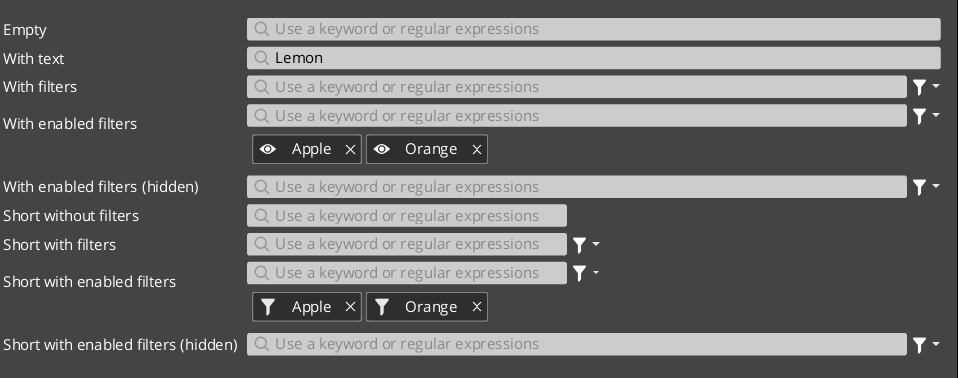 Empty Use a keyword or regular expressions
With text Lemon
With filters Use a keyword or regular expressions
With enabled filters Use a keyword or regular expressions
Apple Orange
With enabled filters (hidden) Use a keyword or regular expressions
Short without filters Use a keyword or regular expressions
Short with filters Use a keyword or regular expressions
Short with enabled filters Use a keyword or regular expressions
Apple Orange
Short with enabled filters (hidden) Use a keyword or regular expressions